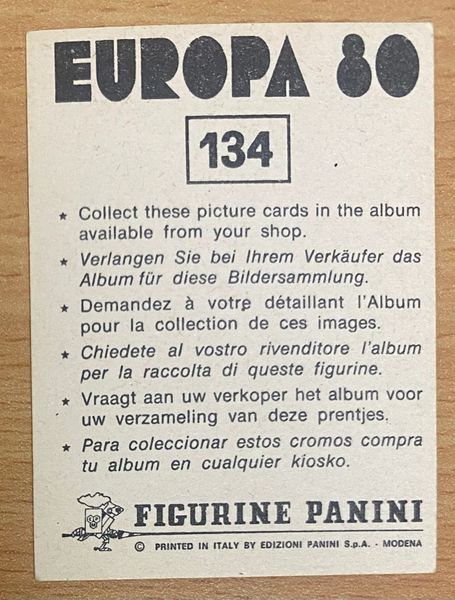 EUROPA 80
134
★ Collect these picture cards in the album
available from your shop.
★ Verlangen Sie bei Ihrem Verkäufer das
Album für diese Bildersammlung.
★ Demandez à votre détaillant l'Album
pour la collection de ces images.
★ Chiedete al vostro rivenditore l'album
per la raccolta di queste figurine.
★ Vraagt aan uw verkoper het album voor
uw verzameling van deze prentjes.
★ Para coleccionar estos cromos compra
tu album en cualquier kiosko.
FIGURINE PANINI
© PRINTED IN ITALY BY EDIZIONI PANINI S.p.A. - MODENA